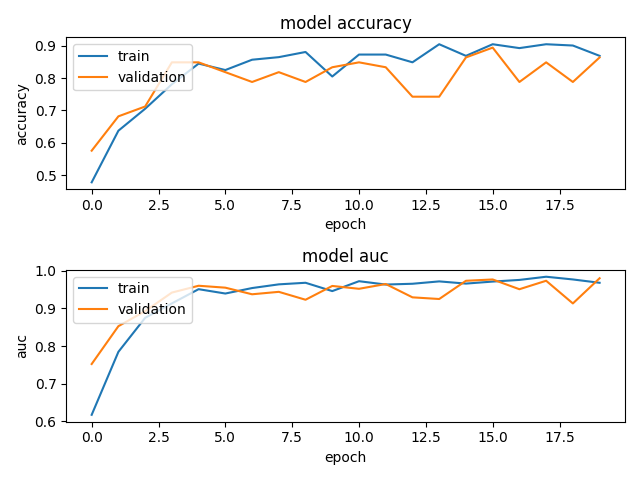 model accuracy
0.9
0.8
0.7
0.6
0.5
accuracy
train
validation
0.0 2.5 5.0 7.5 10.0 12.5 15.0 17.5
epoch
model auc
1.0
0.9
0.8
0.7
0.6
auc
train
validation
0.0 2.5 5.0 7.5 10.0 12.5 15.0 17.5
epoch